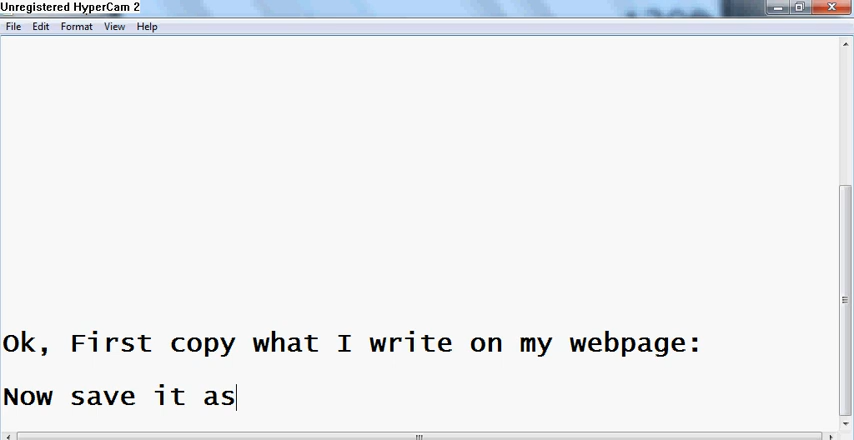 Unregistered HyperCam 2
File Edit Format View Help
Ok, First copy what I write on my webpage:
Now save it as